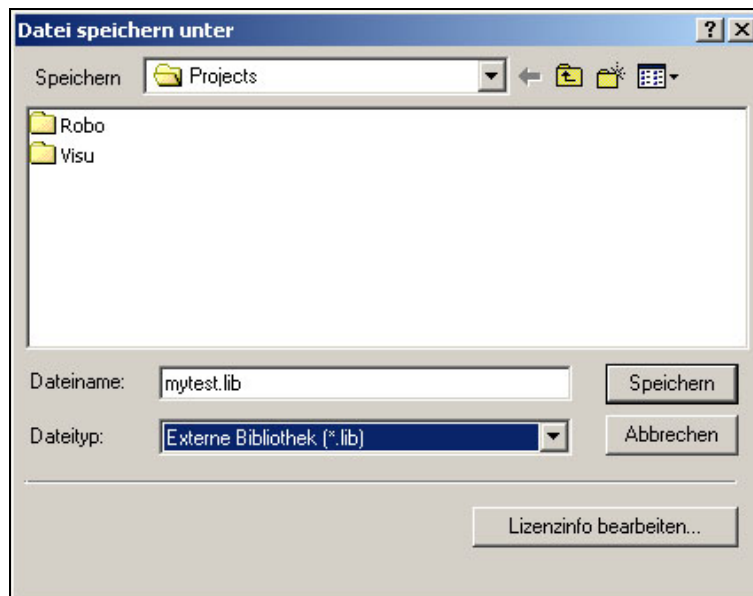 Datei speichern unter
Speichern Projects
Robo
Visu
Dateiname: mytest.lib Speichern
Dateityp: Externe Bibliothek (*.lib) Abbrechen
Lizenzinfo bearbeiten...